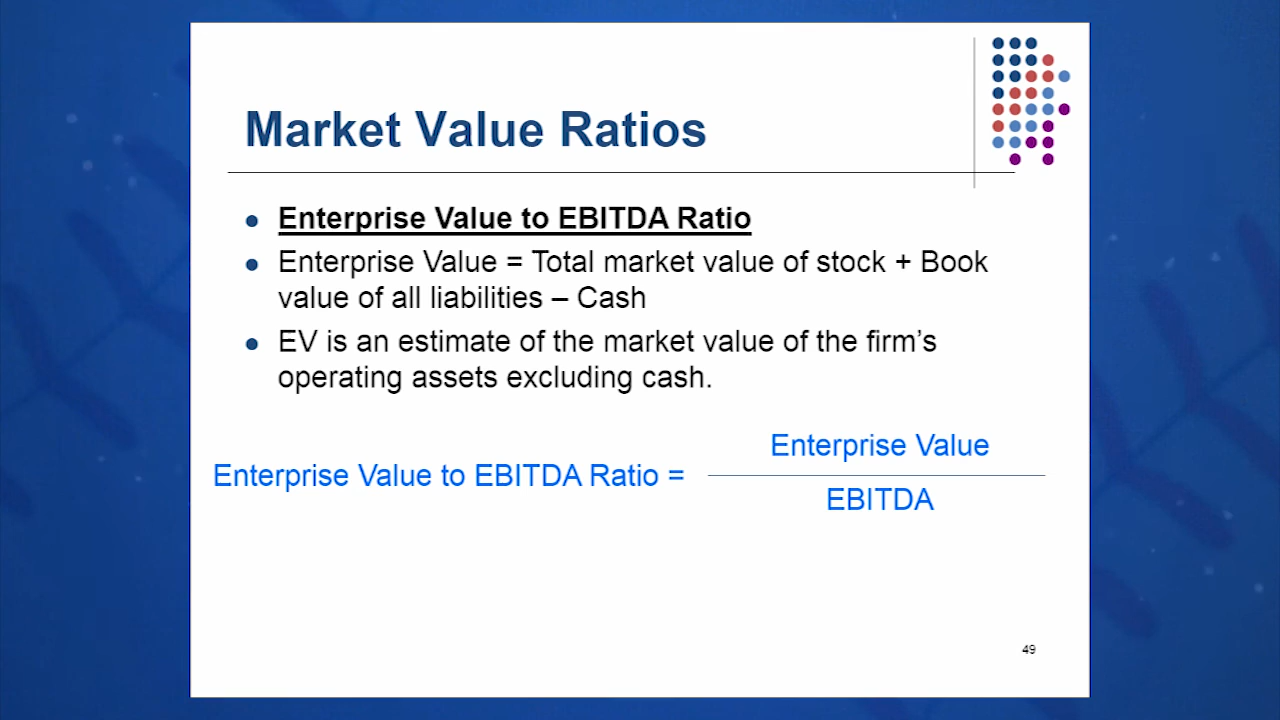 Market Value Ratios
Enterprise Value to EBITDA Ratio
Enterprise Value = Total market value of stock + Book
value of all liabilities – Cash
EV is an estimate of the market value of the firm’s
operating assets excluding cash.
Enterprise Value to EBITDA Ratio =
Enterprise Value
EBITDA
49